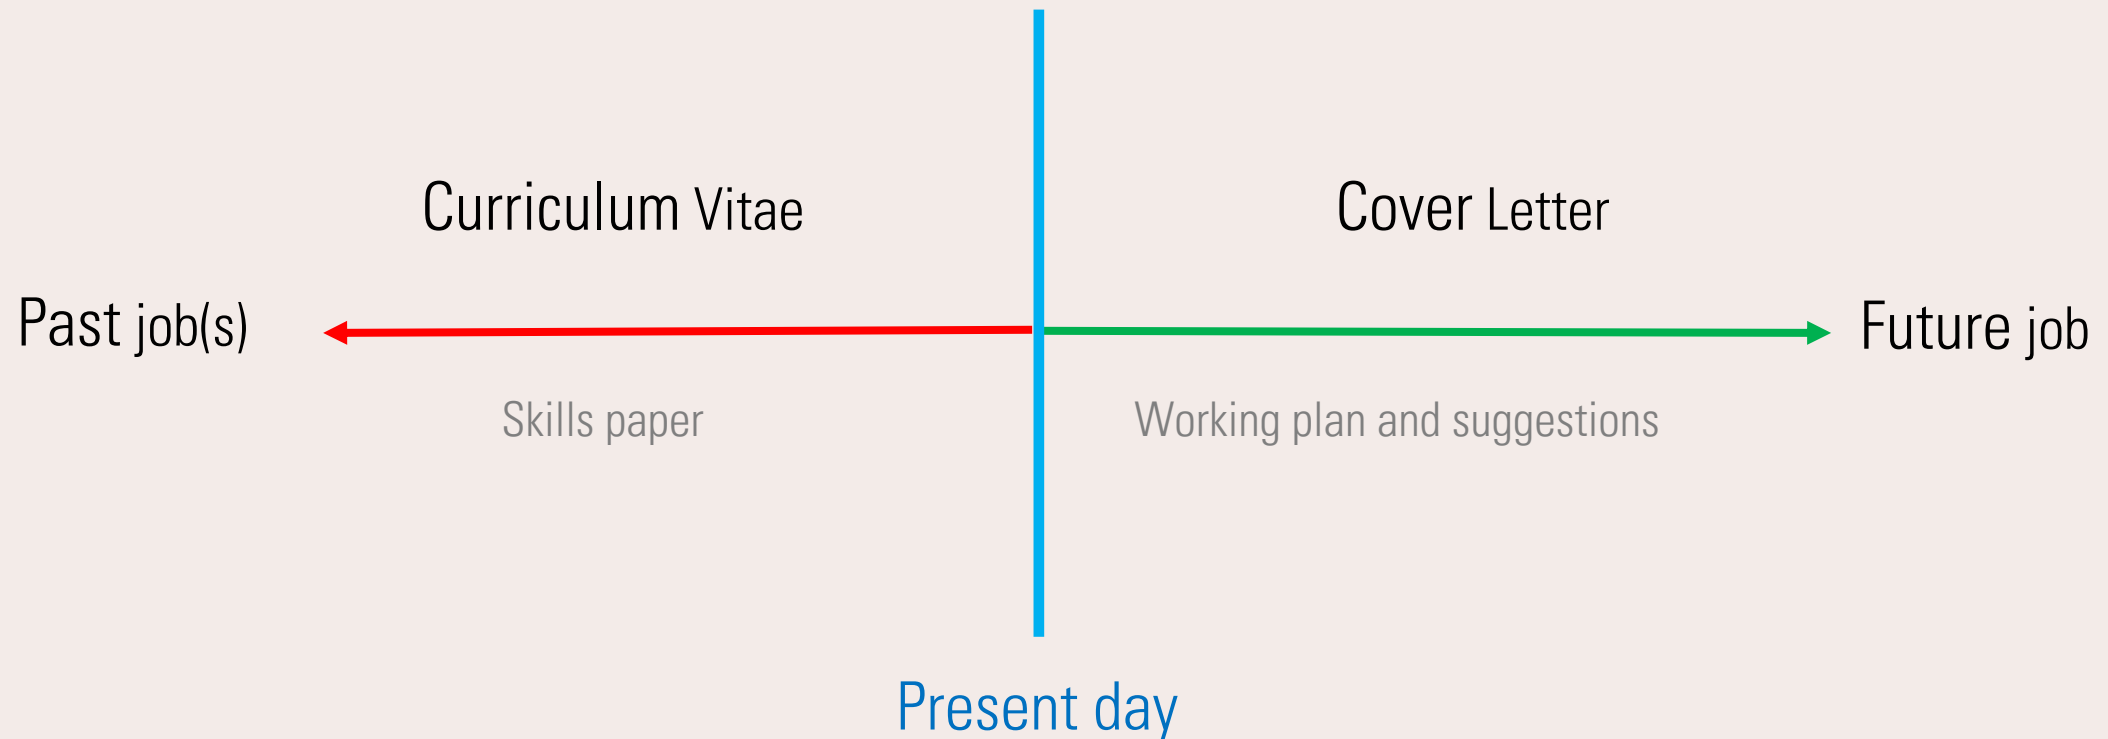 Curriculum Vitae
Cover Letter
Past job(s)
Future job
Skills paper
Working plan and suggestions
Present day